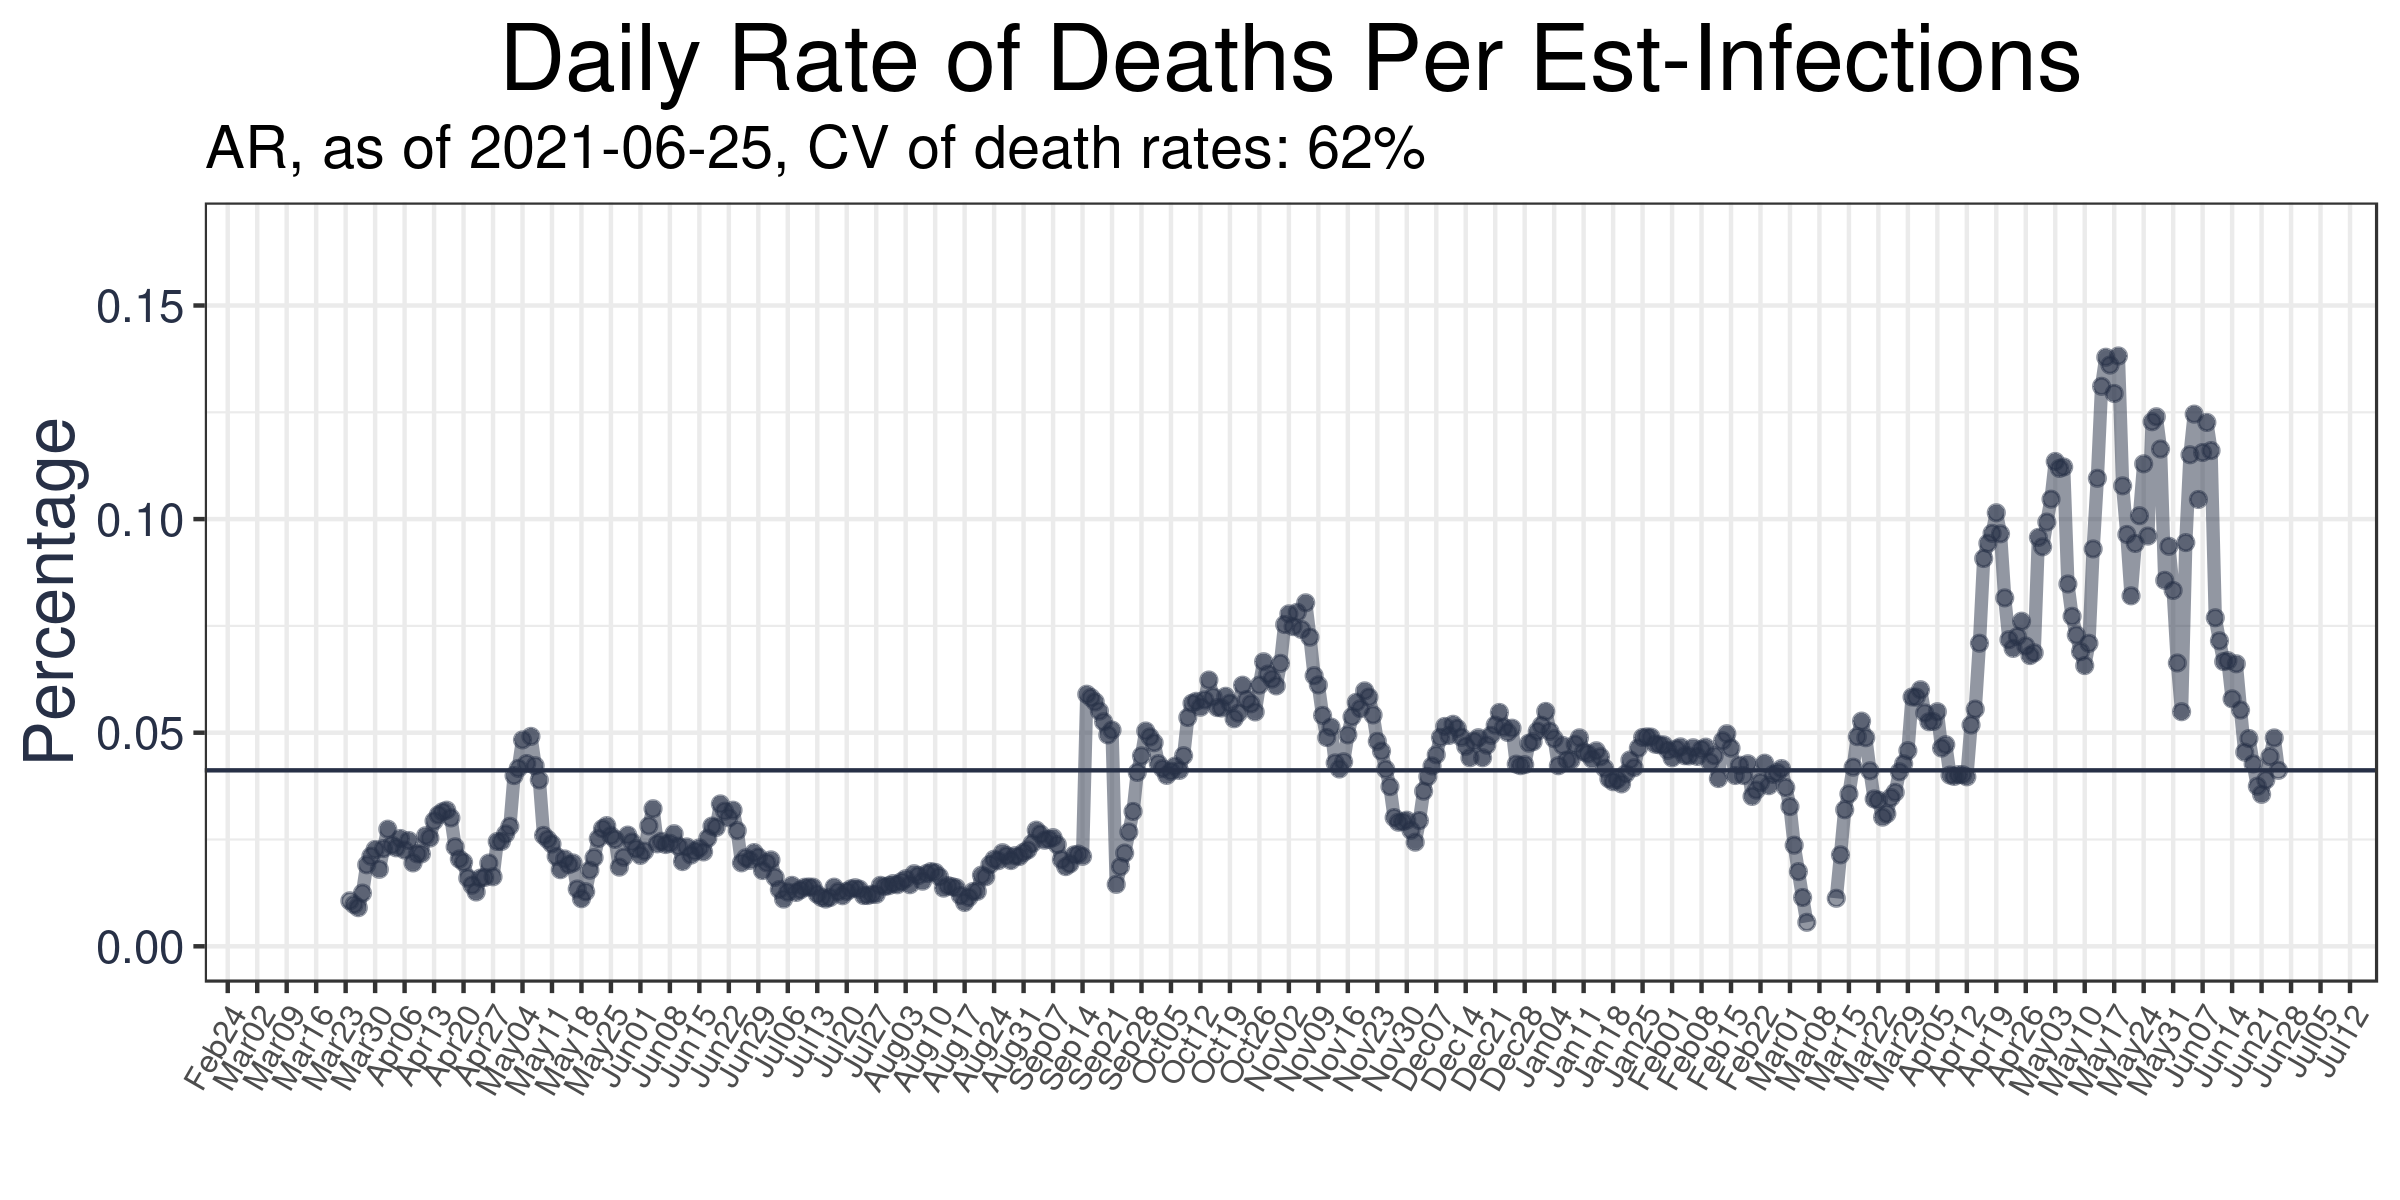 Daily Rate of Deaths Per Est-Infections
AR, as of 2021-06-25, CV of death rates: 62%
Percentage
0.15
0.10
0.05
0.00
Feb24
Mar02
Mar09
Mar16
Mar23
Mar30
Apr06
Apr13
Apr20
Apr27
May04
May11
May18
May25
Jun01
Jun08
Jun15
Jun22
Jun29
Jul06
Jul13
Jul20
Jul27
Aug03
Aug10
Aug17
Aug24
Aug31
Sep07
Sep14
Sep21
Sep28
Oct05
Oct12
Oct19
Oct26
Nov02
Nov09
Nov16
Nov23
Nov30
Dec07
Dec14
Dec21
Dec28
Jan04
Jan11
Jan18
Jan25
Feb01
Feb08
Feb15
Feb22
Mar01
Mar08
Mar15
Mar22
Mar29
Apr05
Apr12
Apr19
Apr26
May03
May10
May17
May24
May31
Jun07
Jun14
Jun21
Jun28
Jul05
Jul12